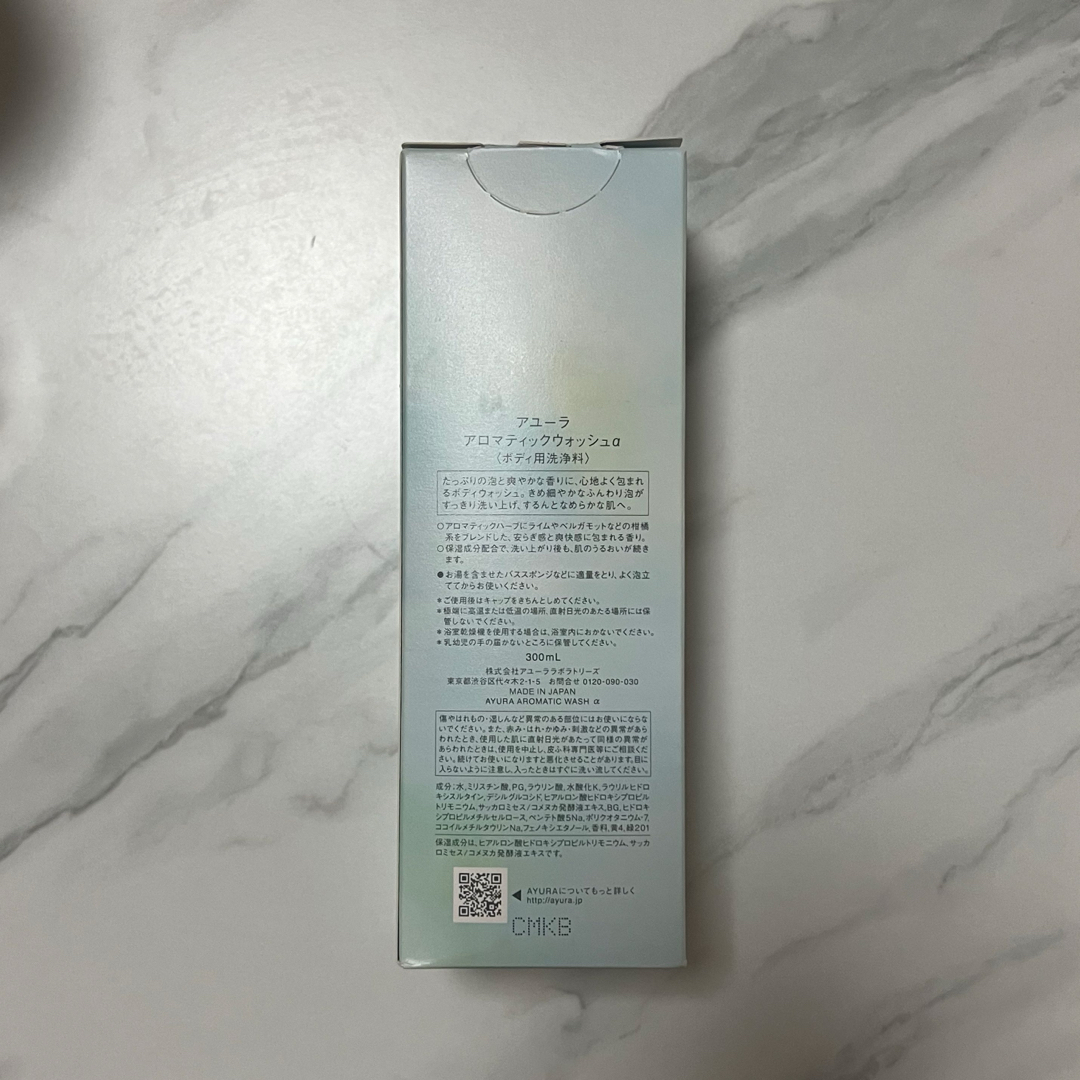 アユーラ
アロマティックウォッシュα
〈ボディ用洗浄料〉
たっぷりの泡と爽やかな香りに、心地よく包まれ
るボディウォッシュ。きめ細やかなふんわり泡が
すっきり洗い上げ、するんとなめらかな肌へ。
○アロマティックハーブにライムやベルガモットなどの柑橘
系をブレンドした、安らぎ感と爽快感に包まれる香り。
○保湿成分配合で、洗い上がり後も、肌のうるおいが続き
ます。
●お湯を含ませたバススポンジなどに適量をとり、よく泡立
ててからお使いください。
*ご使用後はキャップをきちんとしめてください。
*極端に高温または低温の場所、直射日光のあたる場所には保
管しないでください。
*浴室乾燥機を使用する場合は、浴室内におかないでください。
*乳幼児の手の届かないところに保管してください。
300mL
株式会社アユーララボラトリーズ
東京都渋谷区代々木2-1-5 お問合せ 0120-090-030
MADE IN JAPAN
AYURA AROMATIC WASH α
傷やはれもの・湿しんなど異常のある部位にはお使いにならな
いでください。また、赤み・はれ・かゆみ・刺激などの異常があら
われたとき、使用した肌に直射日光があたって同様の異常が
あらわれたときは、使用を中止し、皮ふ科専門医等にご相談くだ
さい。続けてお使いになりますと悪化させることがあります。目に
入らないように注意し、入ったときはすぐに洗い流してください。
成分:水、ミリスチン酸、PG、ラウリン酸、水酸化K、ラウリルヒドロ
キシスルタイン、デシルグルコシド、ヒアルロン酸ヒドロキシプロピル
トリモニウム、サッカロミセス/コメヌカ発酵液エキス、BG、ヒドロキ
シプロピルメチルセルロース、ペンテト酸5Na、ポリクオタニウム-7、
ココイルメチルタウリンNa、フェノキシエタノール、香料、黄4、緑201
保湿成分は、ヒアルロン酸ヒドロキシプロピルトリモニウム、サッカ
ロミセス/コメヌカ発酵液エキスです。
AYURAについてもっと詳しく
http://ayura.jp
CMKB